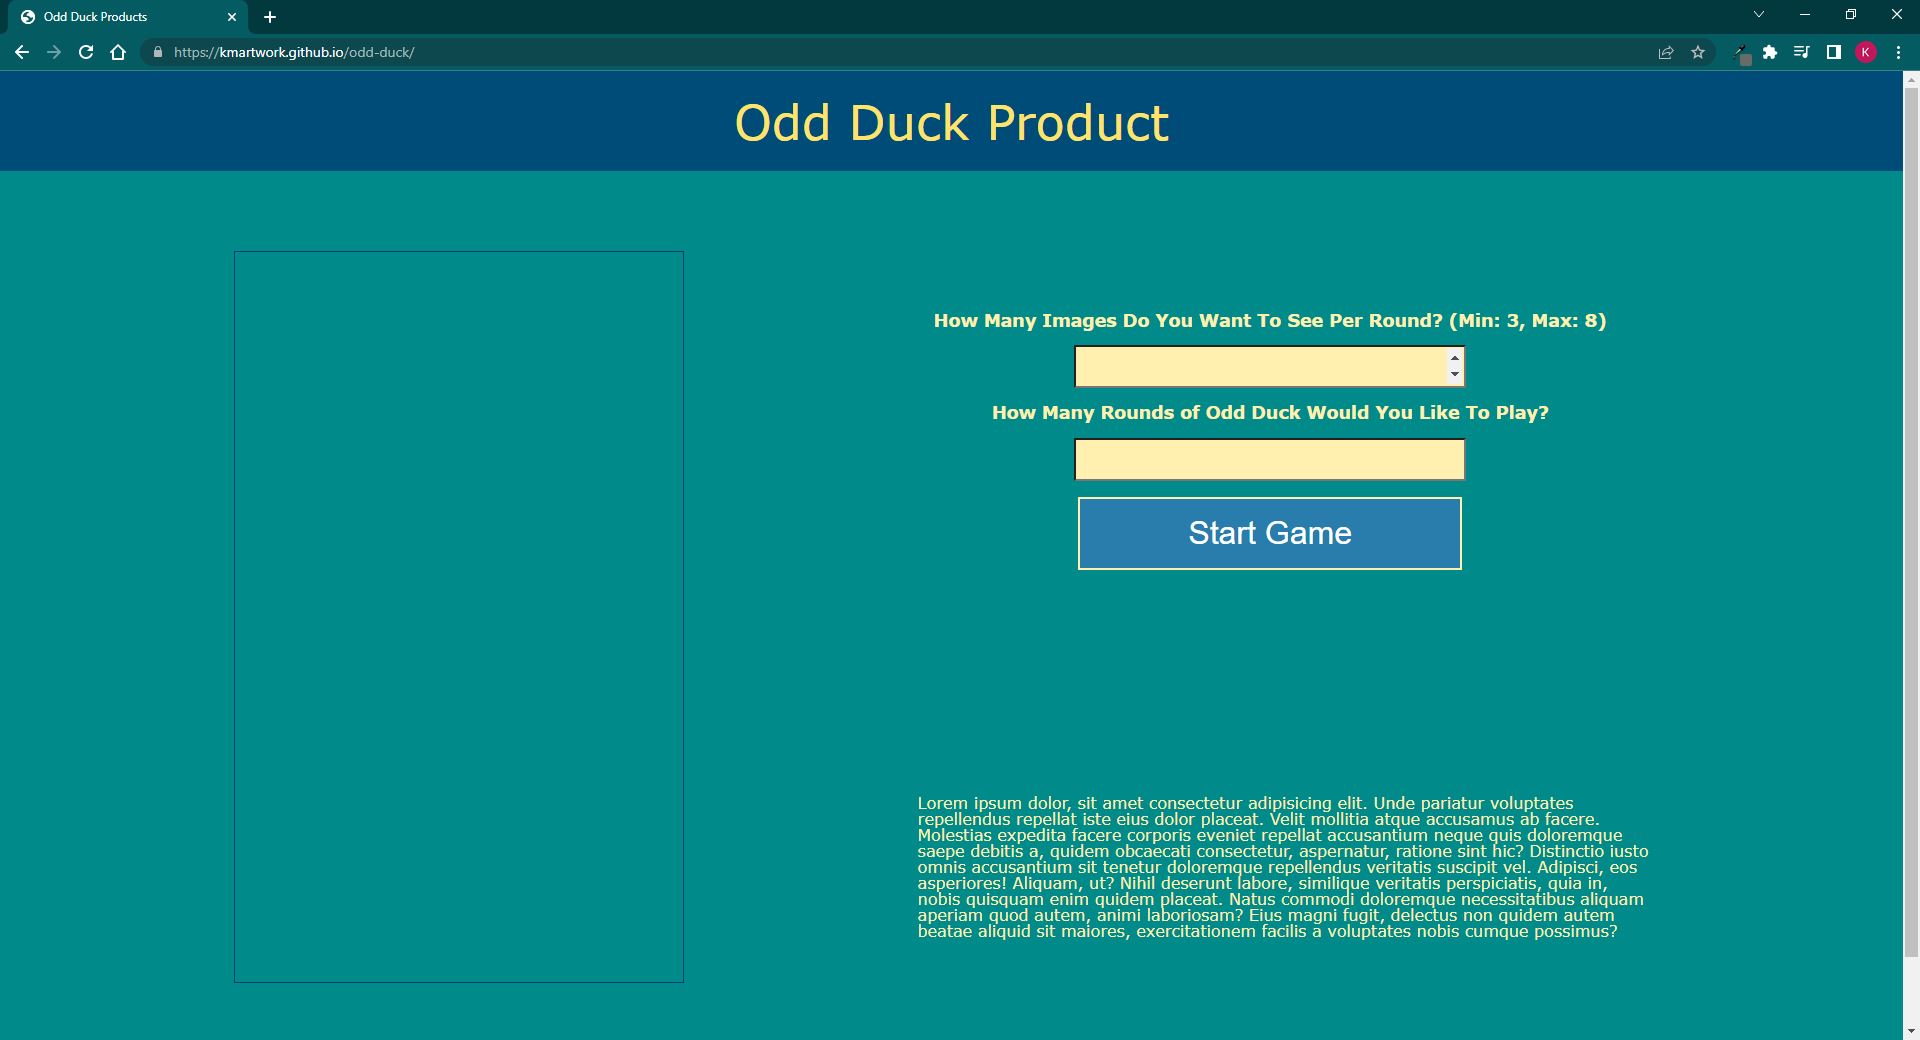 Odd Duck Products
https://kmartwork.github.io/odd-duck/
K
Odd Duck Product
How Many Images Do You Want To See Per Round? (Min: 3, Max: 8)
How Many Rounds of Odd Duck Would You Like To Play?
Start Game
Lorem ipsum dolor, sit amet consectetur adipisicing elit. Unde pariatur voluptates
repellendus repellat iste eius dolor placeat. Velit mollitia atque accusamus ab facere.
Molestias expedita facere corporis eveniet repellat accusantium neque quis doloremque
saepe debitis a, quidem obcaecati consectetur, aspernatur, ratione sint hic? Distinctio iusto
omnis accusantium sit tenetur doloremque repellendus veritatis suscipit vel. Adipisci, eos
asperiores! Aliquam, ut? Nihil deserunt labore, similique veritatis perspiciatis, quia in,
nobis quisquam enim quidem placeat. Natus commodi doloremque necessitatibus aliquam
aperiam quod autem, animi laboriosam? Eius magni fugit, delectus non quidem autem
beatae aliquid sit maiores, exercitationem facilis a voluptates nobis cumque possimus?